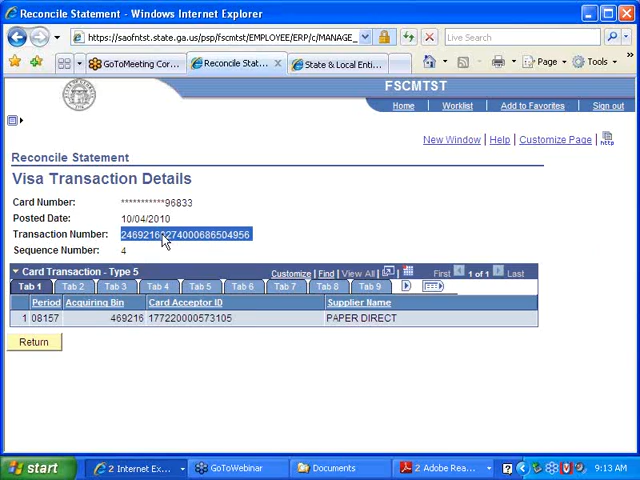 Reconcile Statement - Windows Internet Explorer
https://saofntst.state.ga.us/psp/fscmtst/EMPLOYEE/ERP/c/MANAGE_
Live Search
GoToMeeting Cor...
Reconcile Stat...
State & Local Enti...
Page
Tools
FSCMTST
Home
Worklist
Add to Favorites
Sign out
New Window
Help
Customize Page
http
Reconcile Statement
Visa Transaction Details
Card Number: ***********96833
Posted Date: 10/04/2010
Transaction Number: 24692160274000686504956
Sequence Number: 4
Card Transaction - Type 5
Customize | Find | View All |
First 1 of 1 Last
Tab 1 Tab 2 Tab 3 Tab 4 Tab 5 Tab 6 Tab 7 Tab 8 Tab 9
Period Acquiring Bin Card Acceptor ID Supplier Name
1 08157 469216 177220000573105 PAPER DIRECT
Return
start
2 Internet Ex...
GoToWebinar
Documents
2 Adobe Rea...
9:13 AM